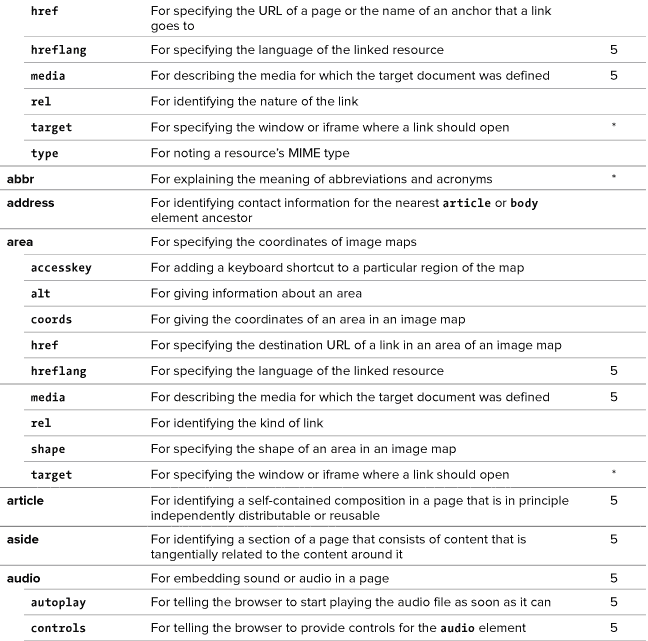 href For specifying the URL of a page or the name of an anchor that a link
goes to
hreflang For specifying the language of the linked resource 5
media For describing the media for which the target document was defined 5
rel For identifying the nature of the link
target For specifying the window or iframe where a link should open *
type For noting a resource’s MIME type
abbr For explaining the meaning of abbreviations and acronyms *
address For identifying contact information for the nearest article or body
element ancestor
area For specifying the coordinates of image maps
accesskey For adding a keyboard shortcut to a particular region of the map
alt For giving information about an area
coords For giving the coordinates of an area in an image map
href For specifying the destination URL of a link in an area of an image map
hreflang For specifying the language of the linked resource 5
media For describing the media for which the target document was defined 5
rel For identifying the kind of link
shape For specifying the shape of an area in an image map
target For specifying the window or iframe where a link should open *
article For identifying a self-contained composition in a page that is in principle 5
independently distributable or reusable
aside For identifying a section of a page that consists of content that is 5
tangentially related to the content around it
audio For embedding sound or audio in a page 5
autoplay For telling the browser to start playing the audio file as soon as it can 5
controls For telling the browser to provide controls for the audio element 5